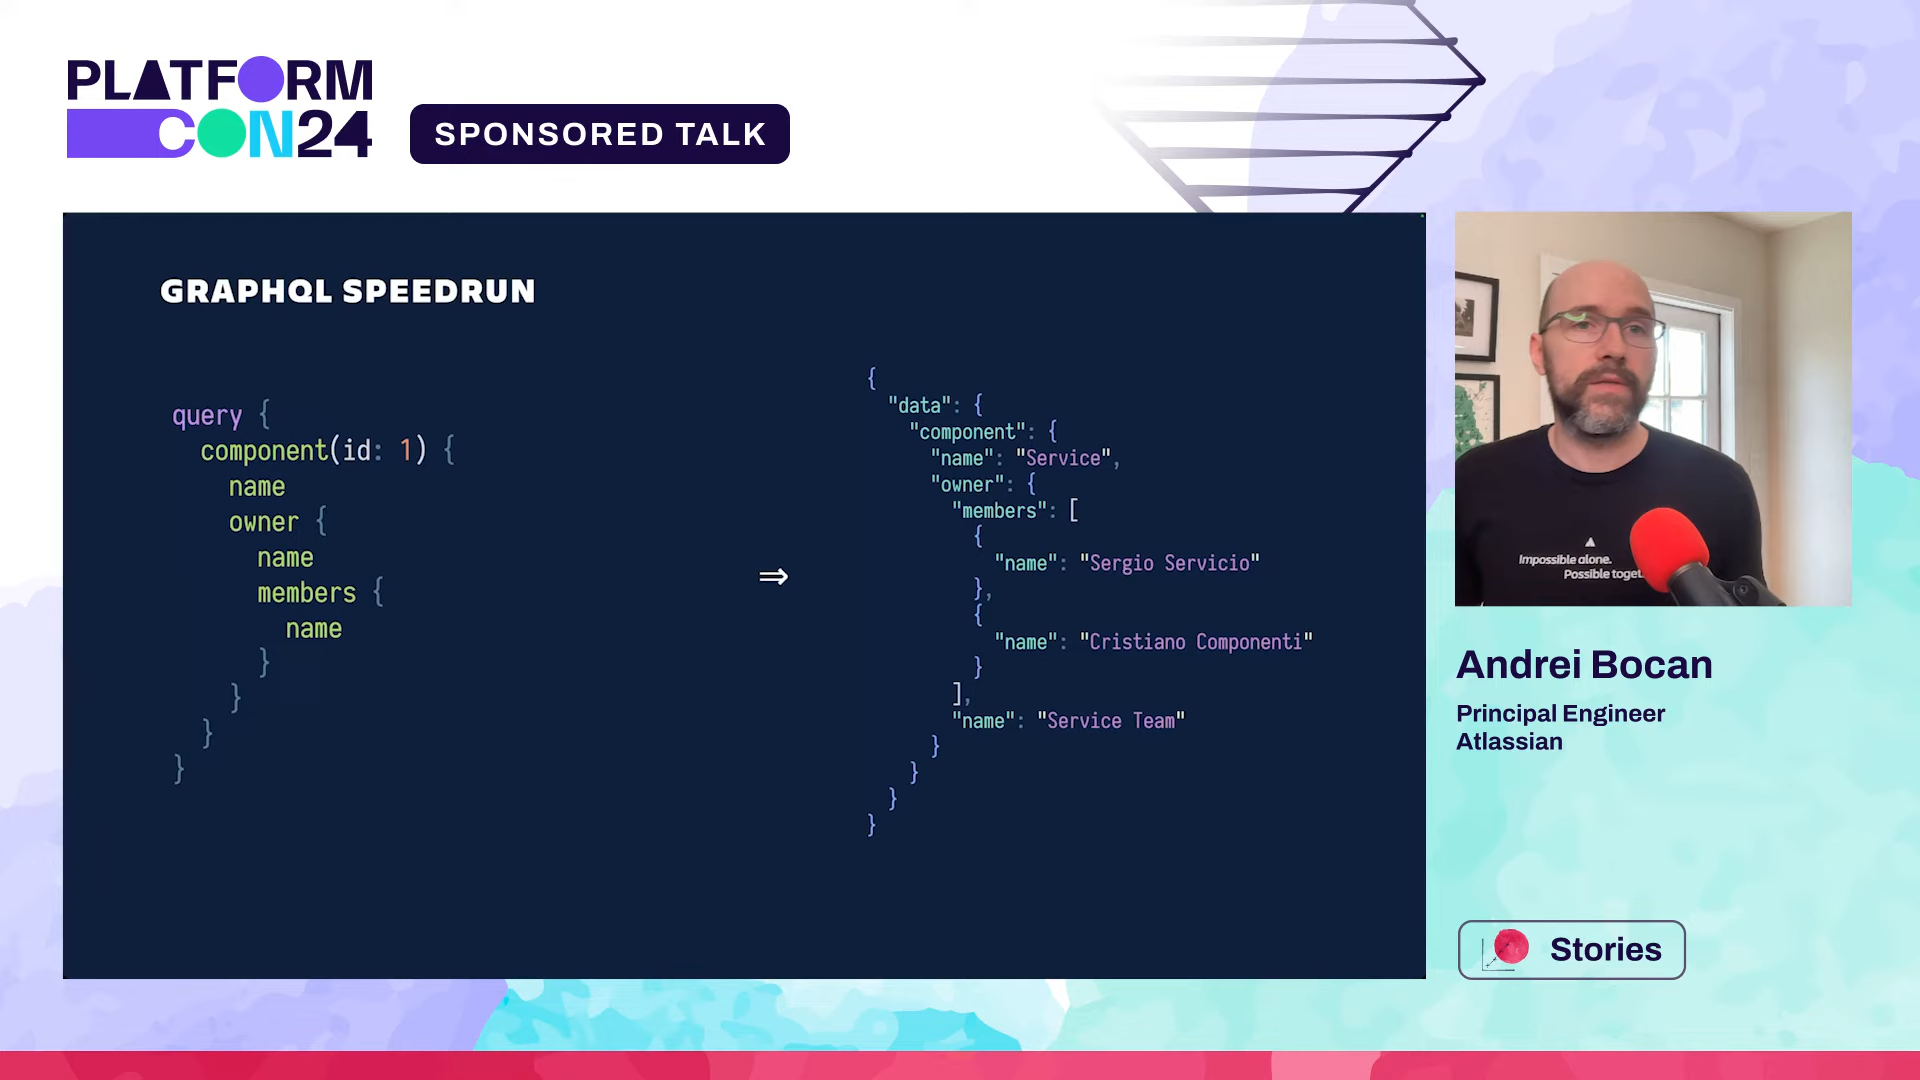 PLATFORM
CON24
SPONSORED TALK
GRAPHQL SPEEDRUN
query {
component(id: 1) {
name
owner {
name
members {
name
}
}
}
}
⇒
{
"data": {
"component": {
"name": "Service",
"owner": {
"members": [
{
"name": "Sergio Servicio"
},
{
"name": "Cristiano Componenti"
}
],
"name": "Service Team"
}
}
}
}
Impossible alone.
Possible toget
Andrei Bocan
Principal Engineer
Atlassian
Stories